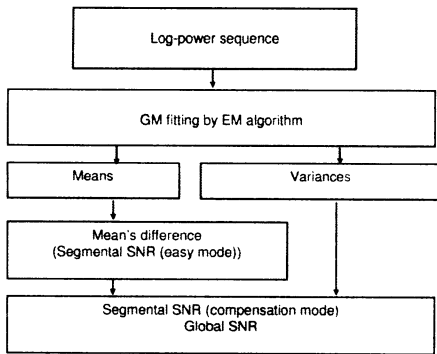 Log-power sequence
GM fitting by EM algorithm
Means
Variances
Mean's difference
(Segmental SNR (easy mode))
Segmental SNR (compensation mode)
Global SNR